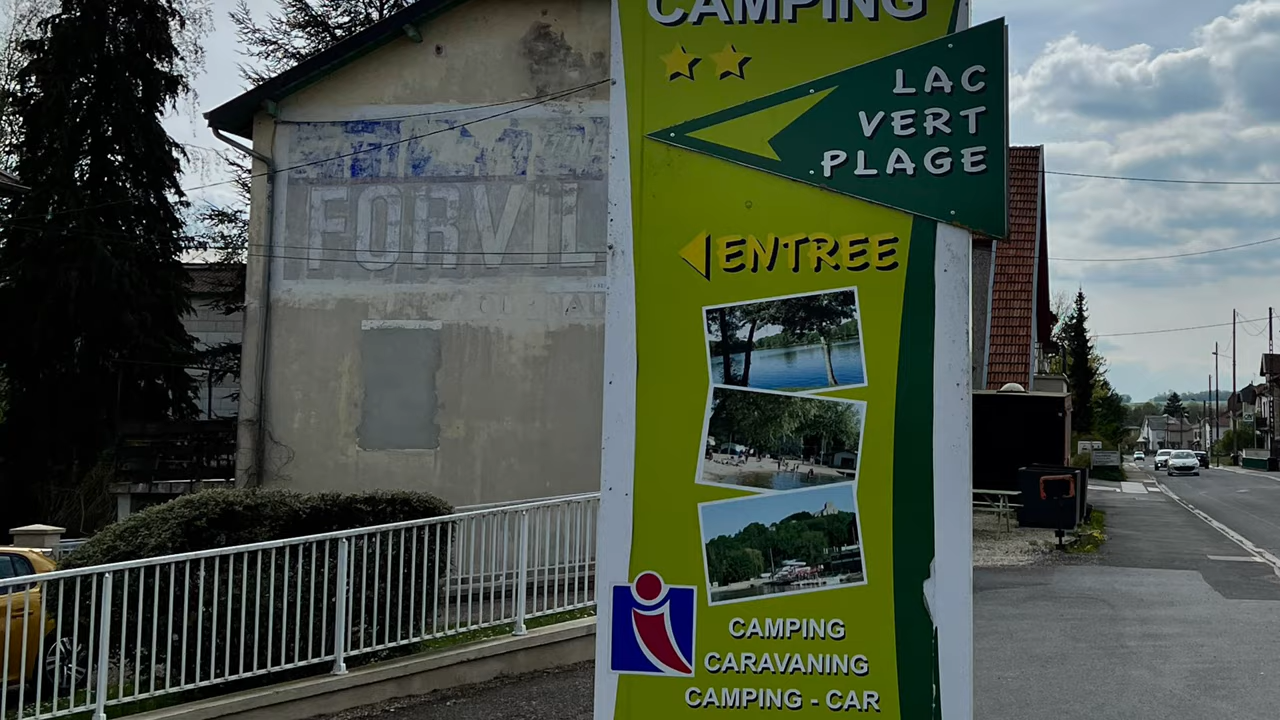 CAMPING
LAC
VERT
PLAGE
ENTREE
CAMPING
CARAVANING
CAMPING - CAR
FORVIL